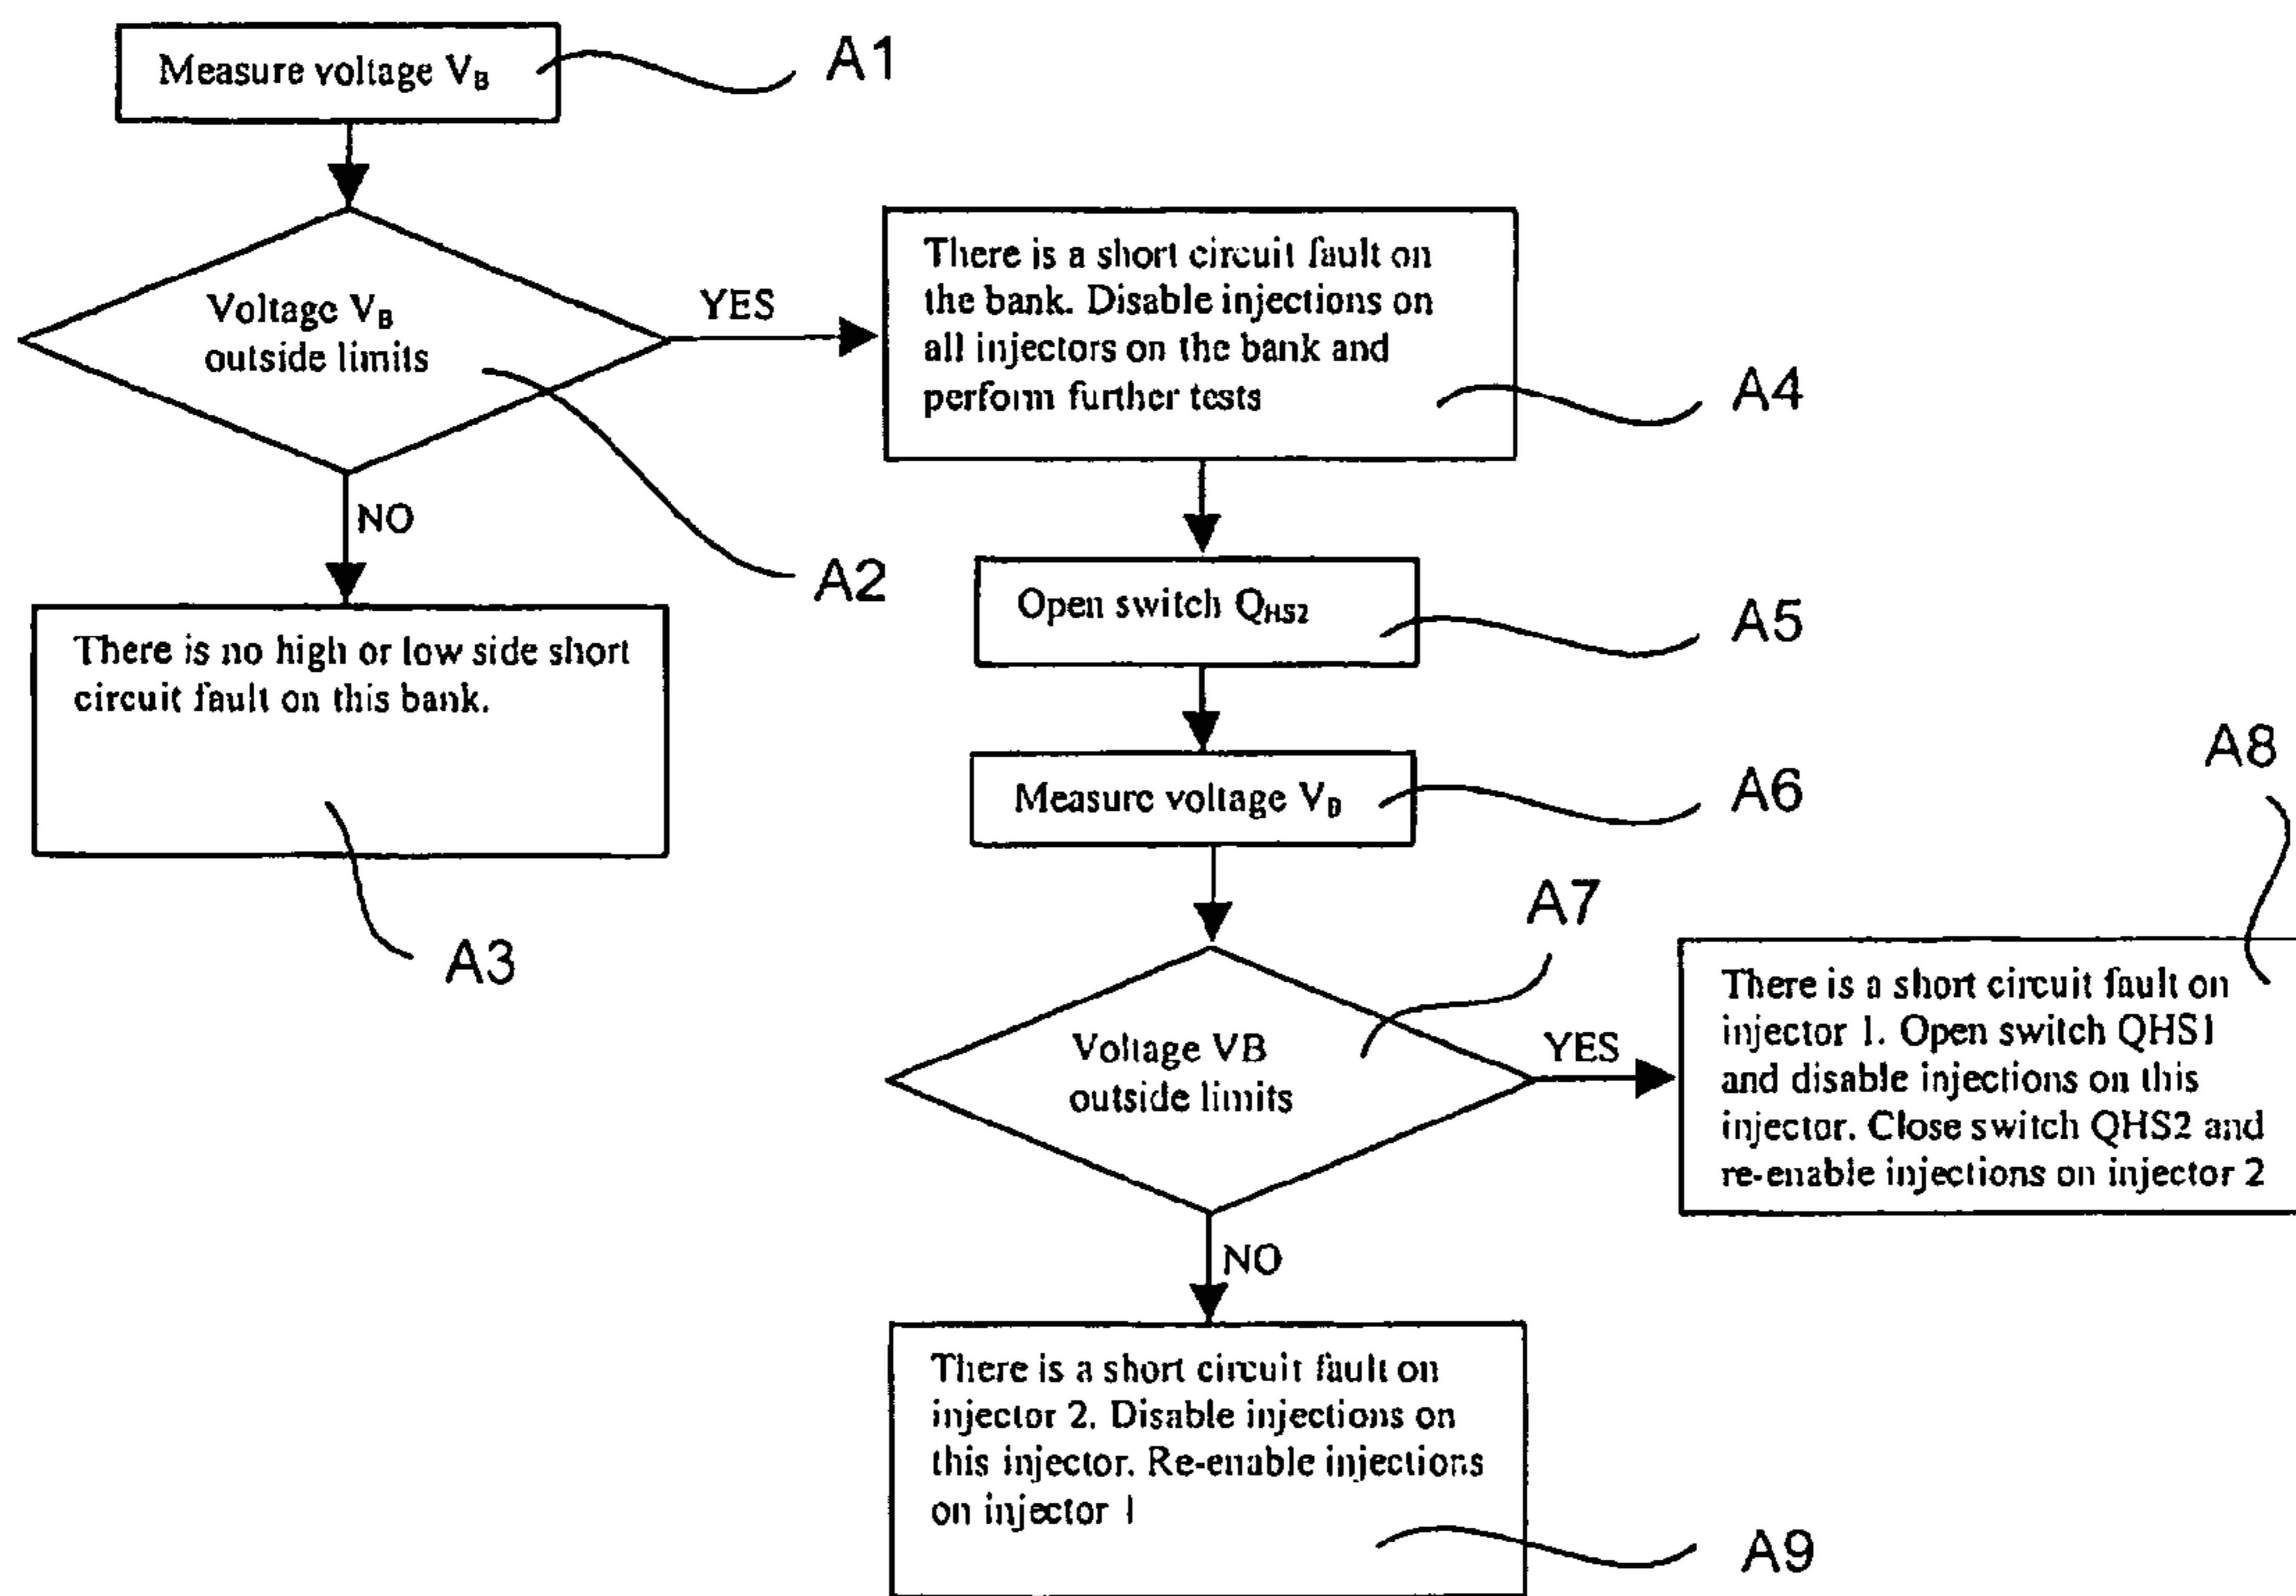 Measure voltage VB
A1
Voltage VB
outside limits
YES
NO
A2
There is no high or low side short
circuit fault on this bank.
A3
There is a short circuit fault on
the bank. Disable injections on
all injectors on the bank and
perform further tests
A4
Open switch QHS2
A5
Measure voltage VB
A6
Voltage VB
outside limits
A7
YES
NO
There is a short circuit fault on
injector 1. Open switch QHS1
and disable injections on this
injector. Close switch QHS2 and
re-enable injections on injector 2
A8
There is a short circuit fault on
injector 2. Disable injections on
this injector. Re-enable injections
on injector 1
A9